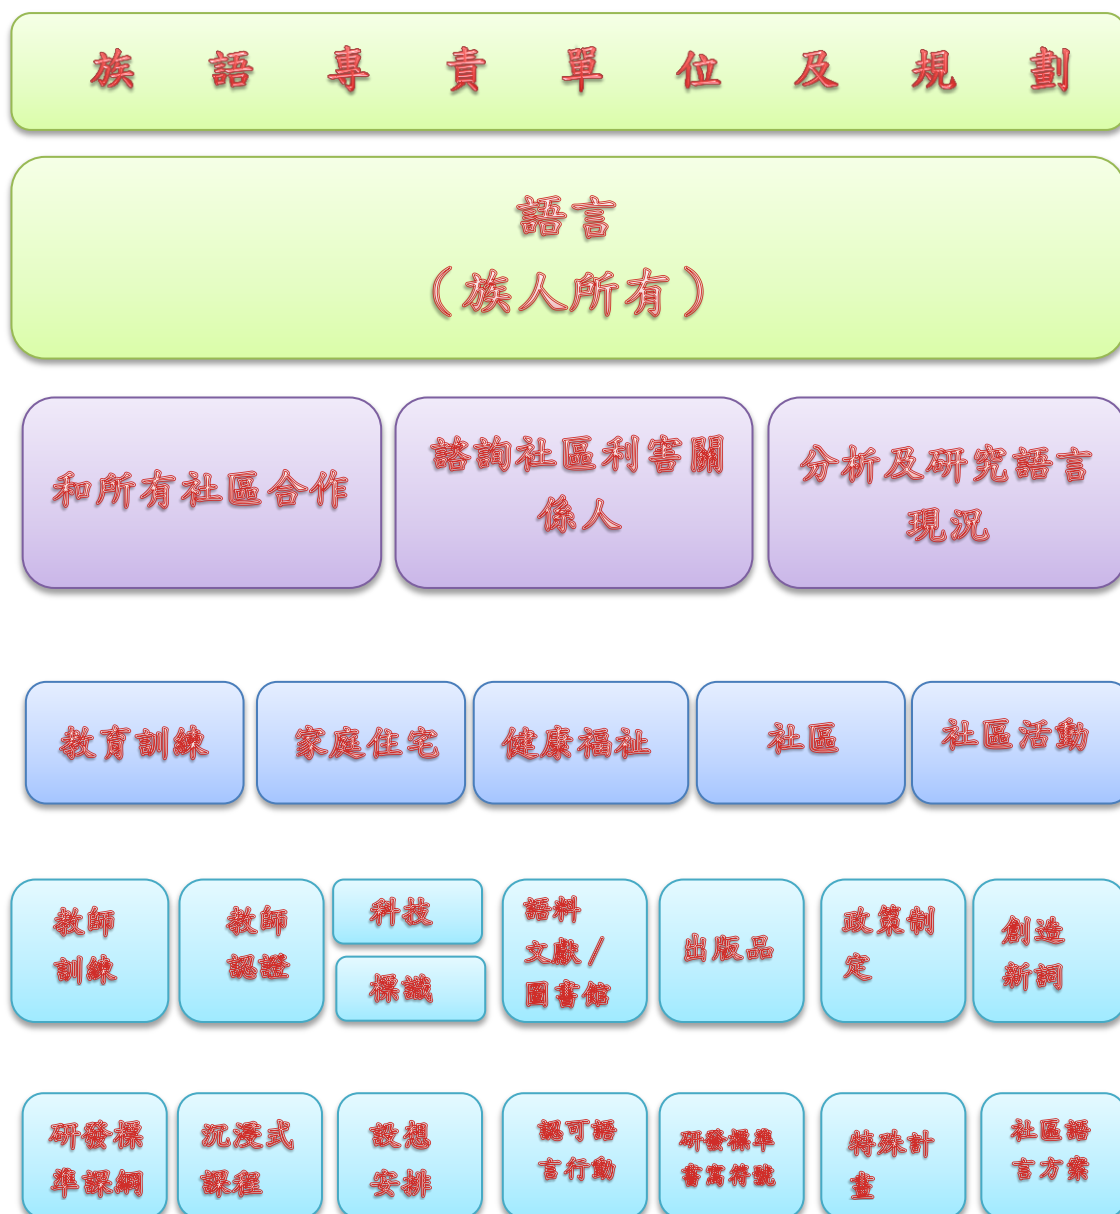 族語專責單位及規劃
語言
（族人所有）
和所有社區合作
諮詢社區利害關
係人
分析及研究語言
現況
教育訓練
家庭住宅
健康福祉
社區
社區活動
教師
訓練
教師
認證
科技
標識
語料
文獻/
圖書館
出版品
政策制
定
創造
新詞
研發標
準課綱
沉浸式
課程
設想
安排
認可語
言行動
研發標準
書寫符號
特殊計
畫
社區語
言方案